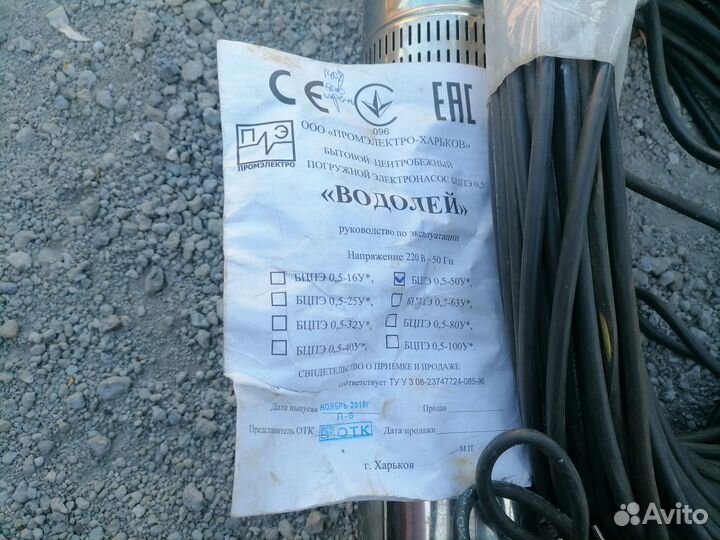 CE 096 EAC
ПЭ
ПРОМЭЛЕКТРО
ООО «ПРОМЭЛЕКТРО-ХАРЬКОВ»
БЫТОВОЙ ЦЕНТРОБЕЖНЫЙ
ПОГРУЖНОЙ ЭЛЕКТРОНАСОС БЦПЭ 0,5
«ВОДОЛЕЙ»
руководство по эксплуатации
Напряжение 220 В - 50 Гц
БЦПЭ 0,5-16У*, БЦПЭ 0,5-50У*,
БЦПЭ 0,5-25У*, БЦПЭ 0,5-63У*,
БЦПЭ 0,5-32У*, БЦПЭ 0,5-80У*,
БЦПЭ 0,5-40У*, БЦПЭ 0,5-100У*,
СВИДЕТЕЛЬСТВО О ПРИЕМКЕ И ПРОДАЖЕ
оответствует ТУ У 3 08-23747724-085-96
Дата выпуска НОЯБРЬ 2016г Продан
Л-6
Представитель ОТК ОТК Дата продажи
М.П.
г. Харьков
Avito